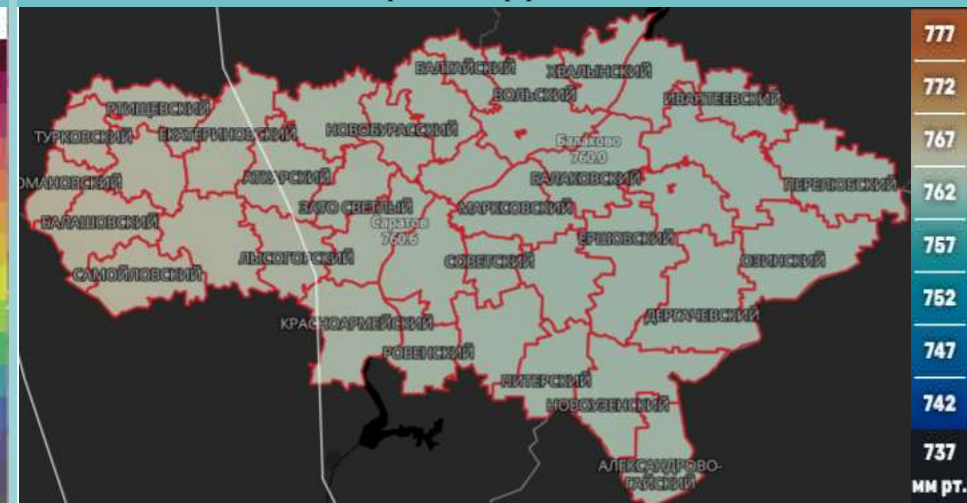 БАЛТАЙСКИЙ
ХВАЛЫНСКИЙ
ВОЛЬСКИЙ
ИВАНТЕЕВСКИЙ
РТИЩЕВСКИЙ
ТУРКОВСКИЙ
ЕКАТЕРИНОВСКИЙ
НОВОБУРАССКИЙ
Балаково
760.0
ОМАНОВСКИЙ
АТКАРСКИЙ
БАЛАКОВСКИЙ
ПЕРЕЛЮБСКИЙ
ЗАТО СВЕТЛЫЙ
МАРКСОВСКИЙ
БАЛАШОВСКИЙ
Саратов
760.6
ЕРШОВСКИЙ
ЛЫСОГОРСКИЙ
СОВЕТСКИЙ
ОЗИНСКИЙ
САМОЙЛОВСКИЙ
КРАСНОАРМЕЙСКИЙ
ДЕРГАЧЕВСКИЙ
РОВЕНСКИЙ
ПИТЕРСКИЙ
НОВОУЗЕНСКИЙ
АЛЕКСАНДРОВО-
ГАЙСКИЙ
777
772
767
762
757
752
747
742
737
мм рт.